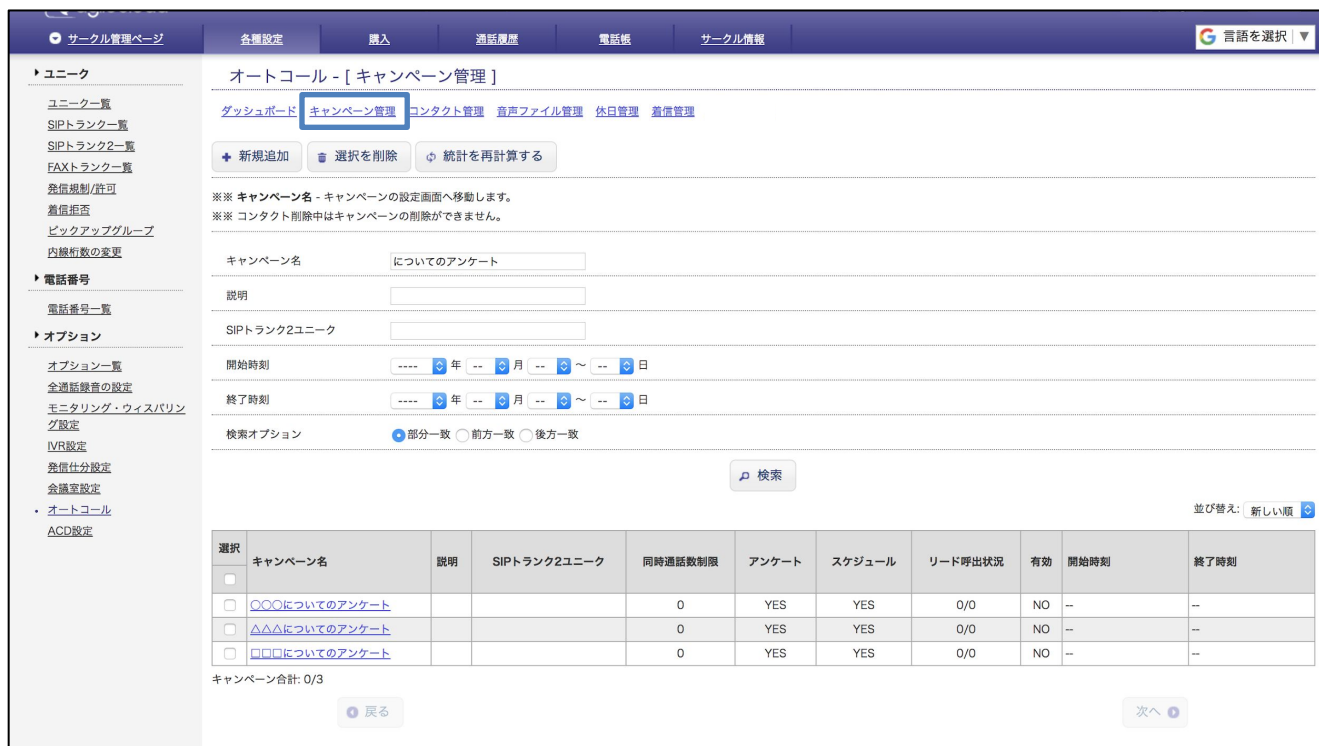 サークル管理ページ 各種設定 購入 通話履歴 電話帳 サークル情報 言語を選択 ▼
ユニーク
ユニーク一覧
SIPトランク一覧
SIPトランク2一覧
FAXトランク一覧
発信規制/許可
着信拒否
ピックアップグループ
内線桁数の変更
電話番号
電話番号一覧
オプション
オプション一覧
全通話録音の設定
モニタリング・ウィスパリン
グ設定
IVR設定
発信仕分設定
会議室設定
オートコール
ACD設定
オートコール - [ キャンペーン管理 ]
ダッシュボード キャンペーン管理 コンタクト管理 音声ファイル管理 休日管理 着信管理
新規追加 選択を削除 統計を再計算する
※※ キャンペーン名 - キャンペーンの設定画面へ移動します。
※※ コンタクト削除中はキャンペーンの削除ができません。
キャンペーン名 についてのアンケート
説明
SIPトランク2ユニーク
開始時刻 ---- 年 -- 月 -- ～ -- 日
終了時刻 ---- 年 -- 月 -- ～ -- 日
検索オプション 部分一致 前方一致 後方一致
検索
並び替え: 新しい順
選択 キャンペーン名 説明 SIPトランク2ユニーク 同時通話数制限 アンケート スケジュール リード呼出状況 有効 開始時刻 終了時刻
〇〇〇についてのアンケート 0 YES YES 0/0 NO -- --
△△△についてのアンケート 0 YES YES 0/0 NO -- --
□□□についてのアンケート 0 YES YES 0/0 NO -- --
キャンペーン合計: 0/3
戻る 次へ